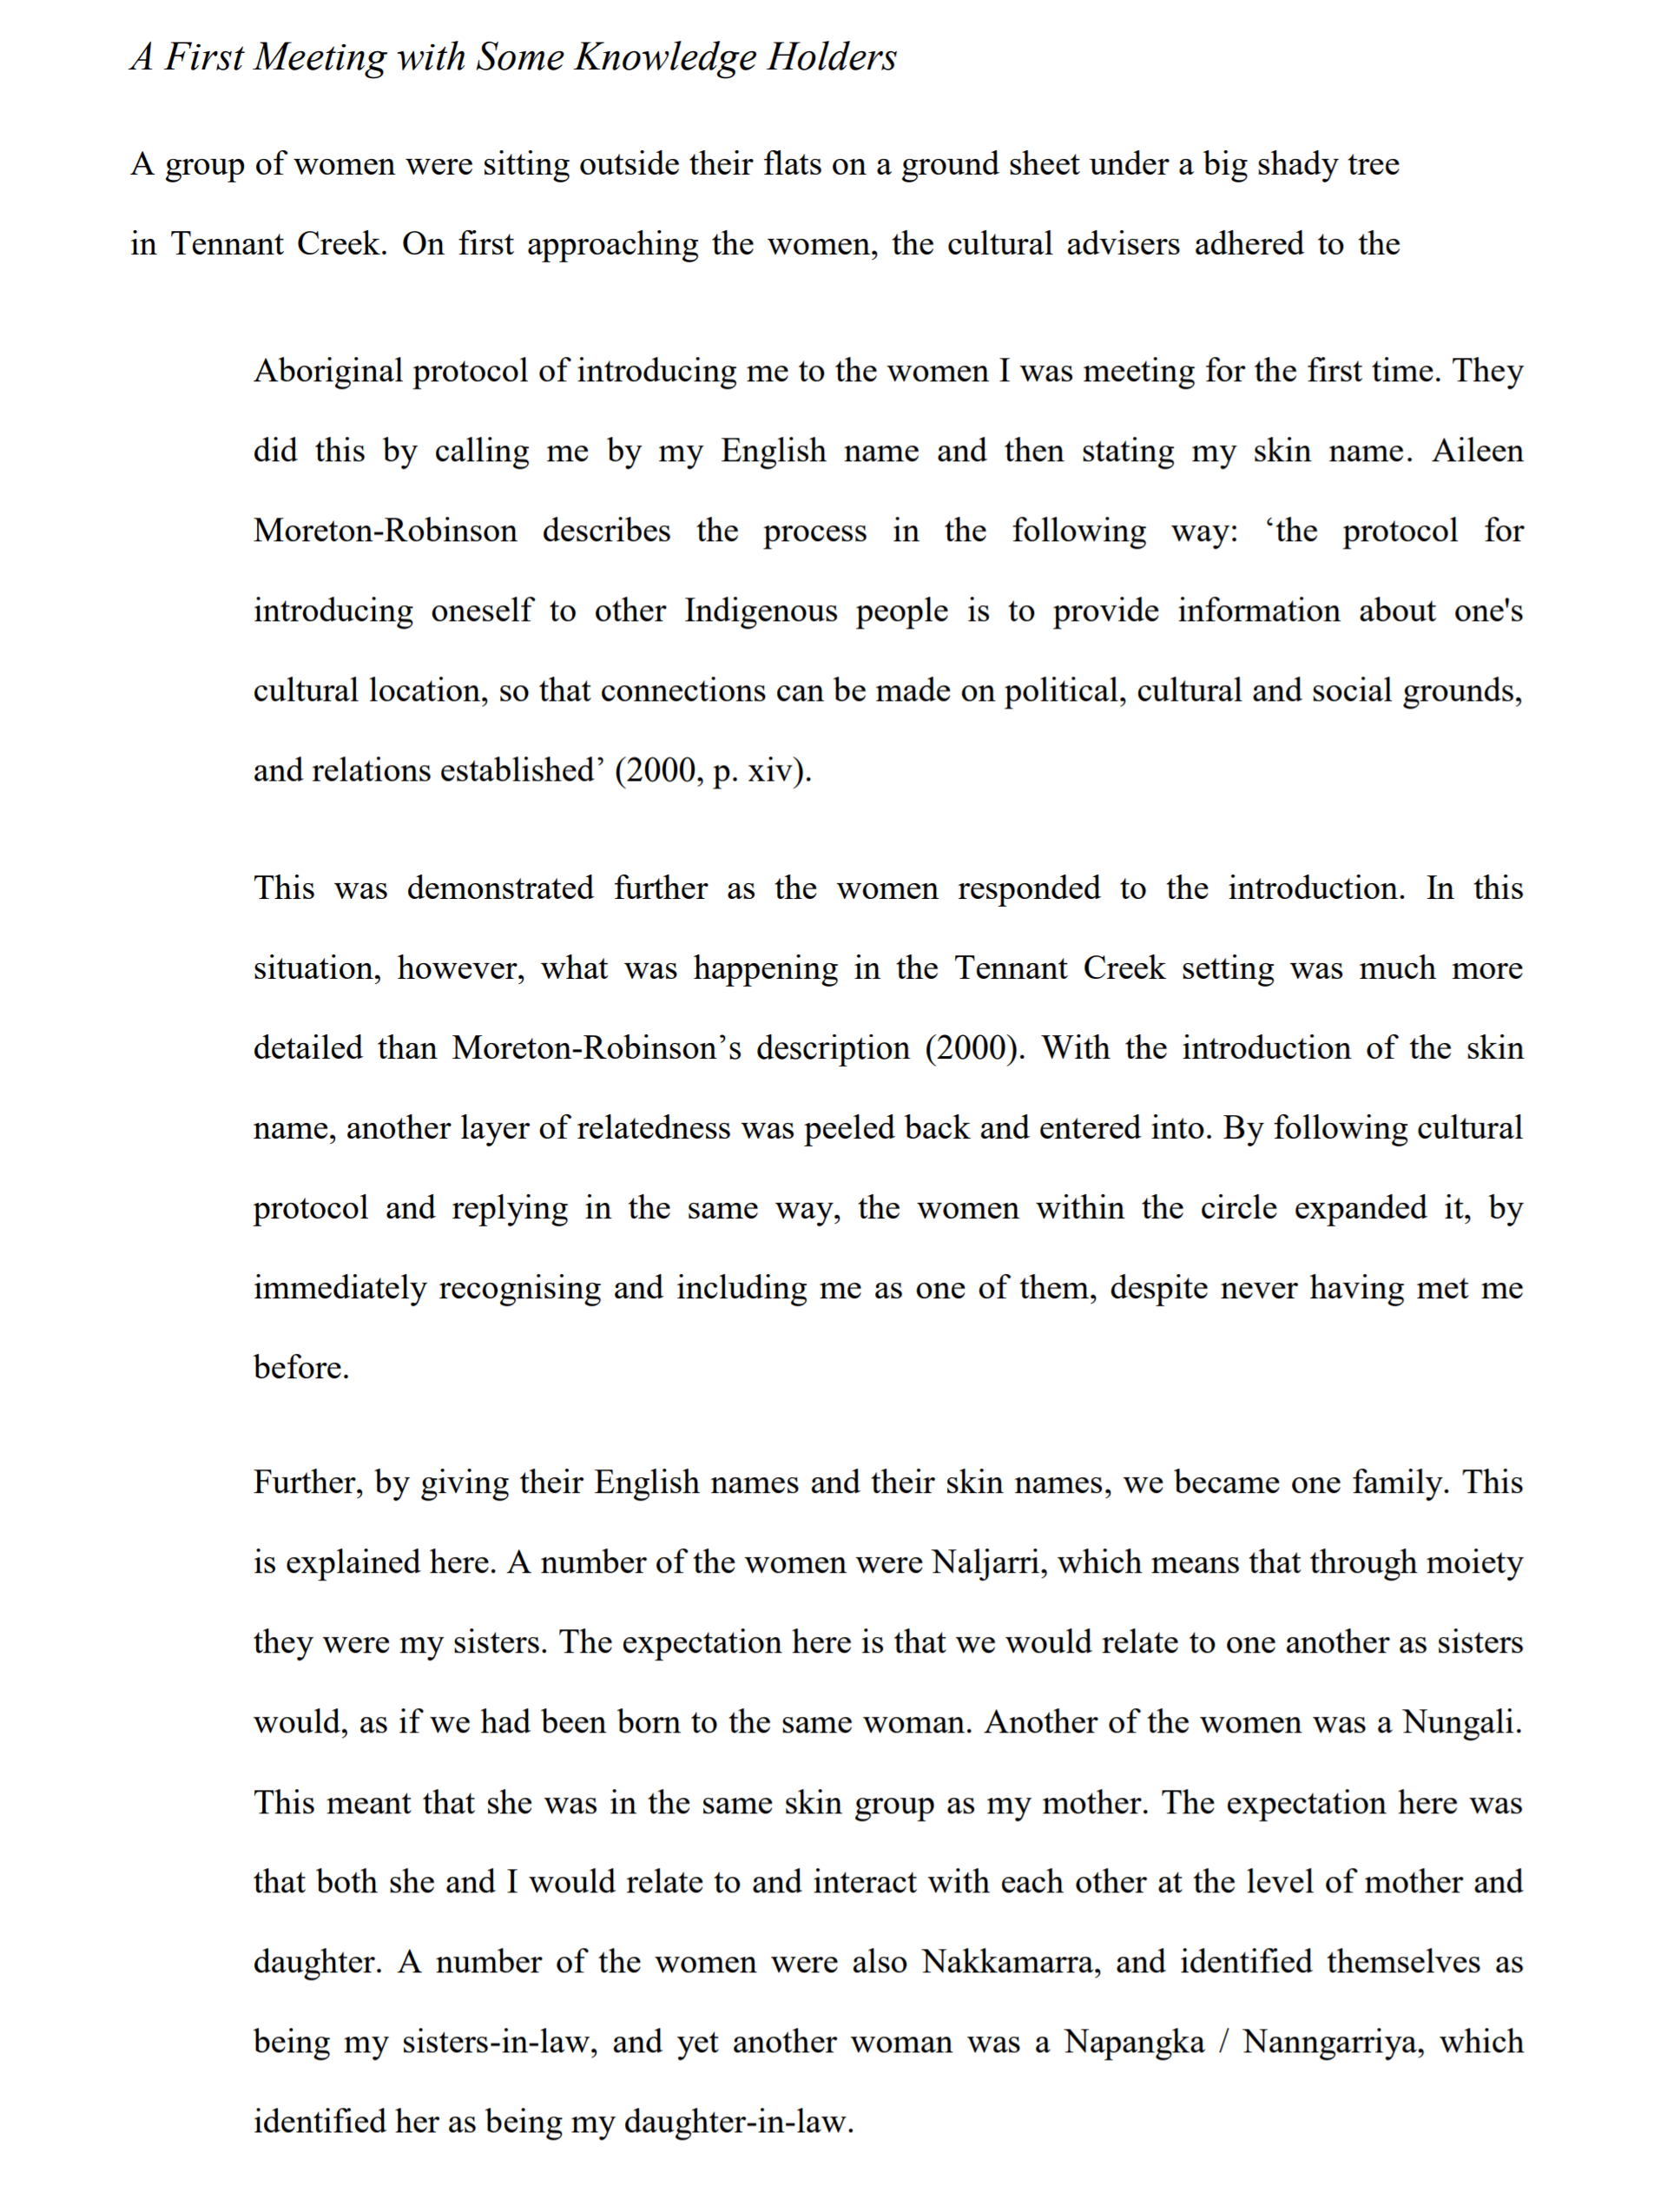 A First Meeting with Some Knowledge Holders
A group of women were sitting outside their flats on a ground sheet under a big shady tree
in Tennant Creek. On first approaching the women, the cultural advisers adhered to the
Aboriginal protocol of introducing me to the women I was meeting for the first time. They
did this by calling me by my English name and then stating my skin name. Aileen
Moreton-Robinson describes the process in the following way: ‘the protocol for
introducing oneself to other Indigenous people is to provide information about one's
cultural location, so that connections can be made on political, cultural and social grounds,
and relations established’ (2000, p. xiv).
This was demonstrated further as the women responded to the introduction. In this
situation, however, what was happening in the Tennant Creek setting was much more
detailed than Moreton-Robinson’s description (2000). With the introduction of the skin
name, another layer of relatedness was peeled back and entered into. By following cultural
protocol and replying in the same way, the women within the circle expanded it, by
immediately recognising and including me as one of them, despite never having met me
before.
Further, by giving their English names and their skin names, we became one family. This
is explained here. A number of the women were Naljarri, which means that through moiety
they were my sisters. The expectation here is that we would relate to one another as sisters
would, as if we had been born to the same woman. Another of the women was a Nungali.
This meant that she was in the same skin group as my mother. The expectation here was
that both she and I would relate to and interact with each other at the level of mother and
daughter. A number of the women were also Nakkamarra, and identified themselves as
being my sisters-in-law, and yet another woman was a Napangka / Nanngarriya, which
identified her as being my daughter-in-law.